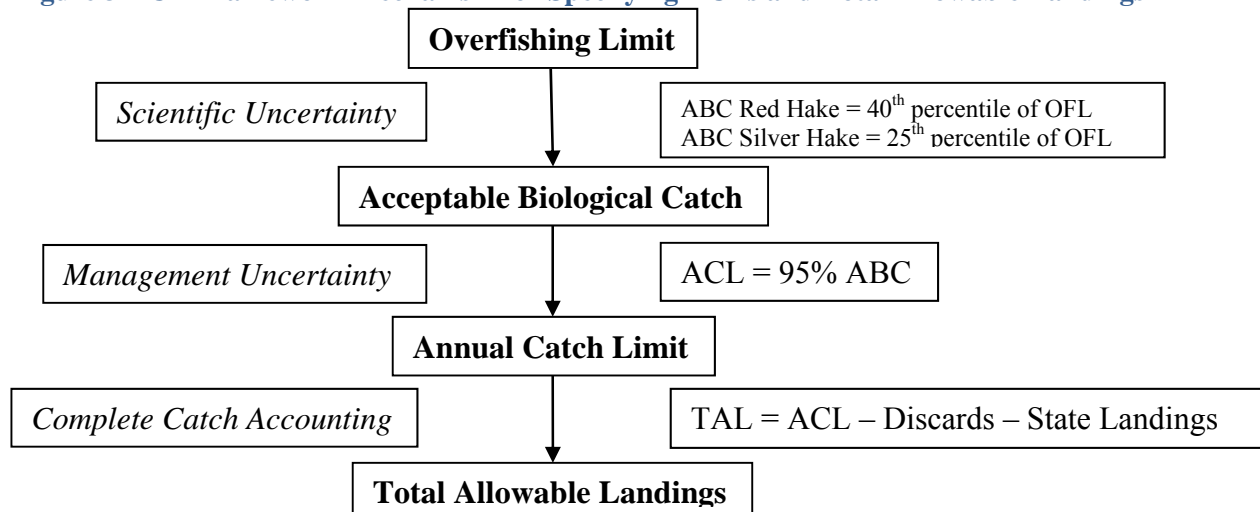 Overfishing Limit
Scientific Uncertainty
ABC Red Hake = 40th percentile of OFL
ABC Silver Hake = 25th percentile of OFL
Acceptable Biological Catch
Management Uncertainty
ACL = 95% ABC
Annual Catch Limit
Complete Catch Accounting
TAL = ACL – Discards – State Landings
Total Allowable Landings